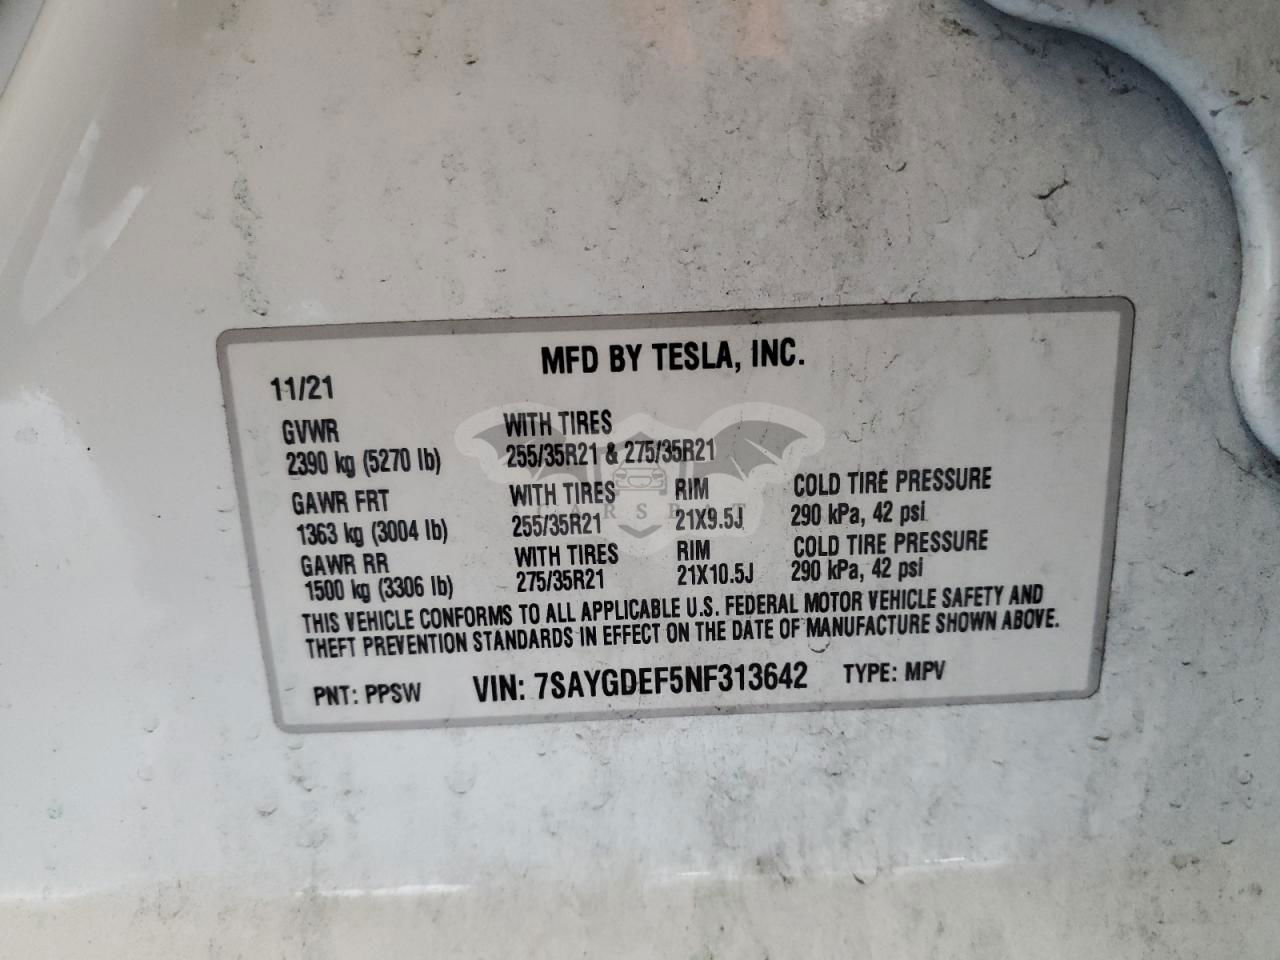 MFD BY TESLA, INC.
11/21
GVWR WITH TIRES
2390 kg (5270 lb) 255/35R21 & 275/35R21
GAWR FRT WITH TIRES RIM COLD TIRE PRESSURE
1363 kg (3004 lb) 255/35R21 21X9.5J 290 kPa, 42 psi
GAWR RR WITH TIRES RIM COLD TIRE PRESSURE
1500 kg (3306 lb) 275/35R21 21X10.5J 290 kPa, 42 psi
THIS VEHICLE CONFORMS TO ALL APPLICABLE U.S. FEDERAL MOTOR VEHICLE SAFETY AND
THEFT PREVENTION STANDARDS IN EFFECT ON THE DATE OF MANUFACTURE SHOWN ABOVE.
PNT: PPSW VIN: 7SAYGDEF5NF313642 TYPE: MPV